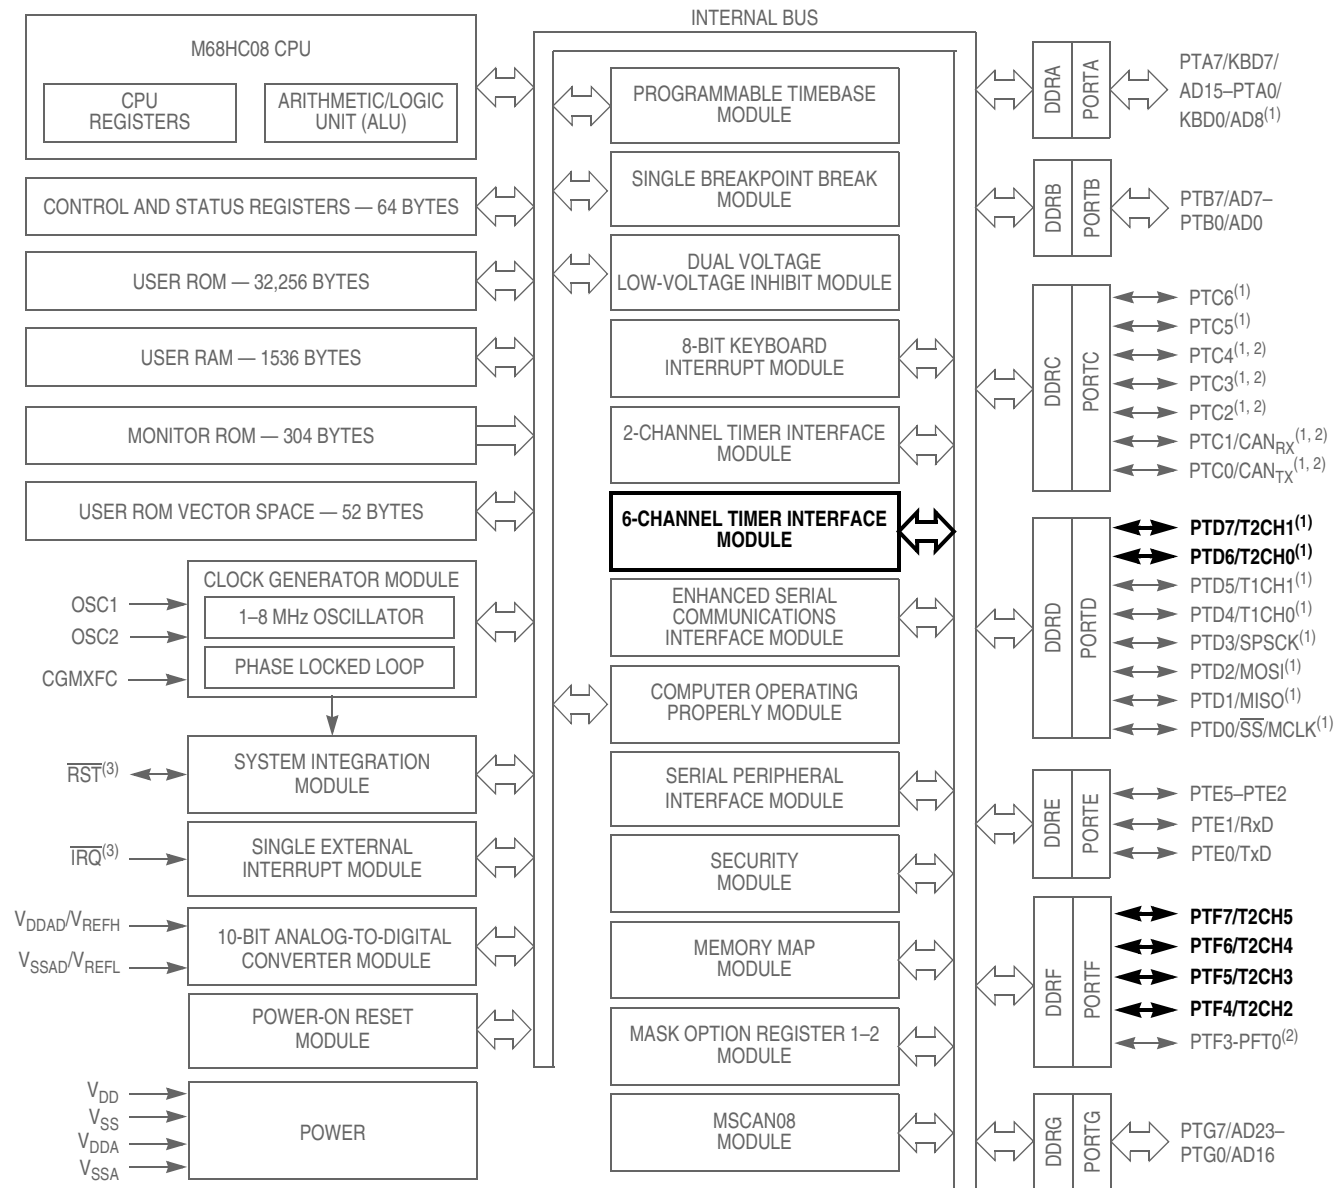 INTERNAL BUS
M68HC08 CPU
CPU
REGISTERS
ARITHMETIC/LOGIC
UNIT (ALU)
CONTROL AND STATUS REGISTERS — 64 BYTES
USER ROM — 32,256 BYTES
USER RAM — 1536 BYTES
MONITOR ROM — 304 BYTES
USER ROM VECTOR SPACE — 52 BYTES
CLOCK GENERATOR MODULE
1–8 MHz OSCILLATOR
PHASE LOCKED LOOP
OSC1
OSC2
CGMXFC
SYSTEM INTEGRATION
MODULE
RST(3)
SINGLE EXTERNAL
INTERRUPT MODULE
IRQ(3)
10-BIT ANALOG-TO-DIGITAL
CONVERTER MODULE
VDDAD/VREFH
VSSAD/VREFL
POWER-ON RESET
MODULE
POWER
VDD
VSS
VDDA
VSSA
PROGRAMMABLE TIMEBASE
MODULE
SINGLE BREAKPOINT BREAK
MODULE
DUAL VOLTAGE
LOW-VOLTAGE INHIBIT MODULE
8-BIT KEYBOARD
INTERRUPT MODULE
2-CHANNEL TIMER INTERFACE
MODULE
6-CHANNEL TIMER INTERFACE
MODULE
ENHANCED SERIAL
COMMUNICATIONS
INTERFACE MODULE
COMPUTER OPERATING
PROPERLY MODULE
SERIAL PERIPHERAL
INTERFACE MODULE
SECURITY
MODULE
MEMORY MAP
MODULE
MASK OPTION REGISTER 1–2
MODULE
MSCAN08
MODULE
DDRA
PORTA
PTA7/KBD7/
AD15–PTA0/
KBD0/AD8(1)
DDRB
PORTB
PTB7/AD7–
PTB0/AD0
DDRC
PORTC
PTC6(1)
PTC5(1)
PTC4(1, 2)
PTC3(1, 2)
PTC2(1, 2)
PTC1/CANRX(1, 2)
PTC0/CANTX(1, 2)
DDRD
PORTD
PTD7/T2CH1(1)
PTD6/T2CH0(1)
PTD5/T1CH1(1)
PTD4/T1CH0(1)
PTD3/SPSCK(1)
PTD2/MOSI(1)
PTD1/MISO(1)
PTD0/SS/MCLK(1)
DDRE
PORTE
PTE5–PTE2
PTE1/RxD
PTE0/TxD
DDRF
PORTF
PTF7/T2CH5
PTF6/T2CH4
PTF5/T2CH3
PTF4/T2CH2
PTF3-PFT0(2)
DDRG
PORTG
PTG7/AD23–
PTG0/AD16